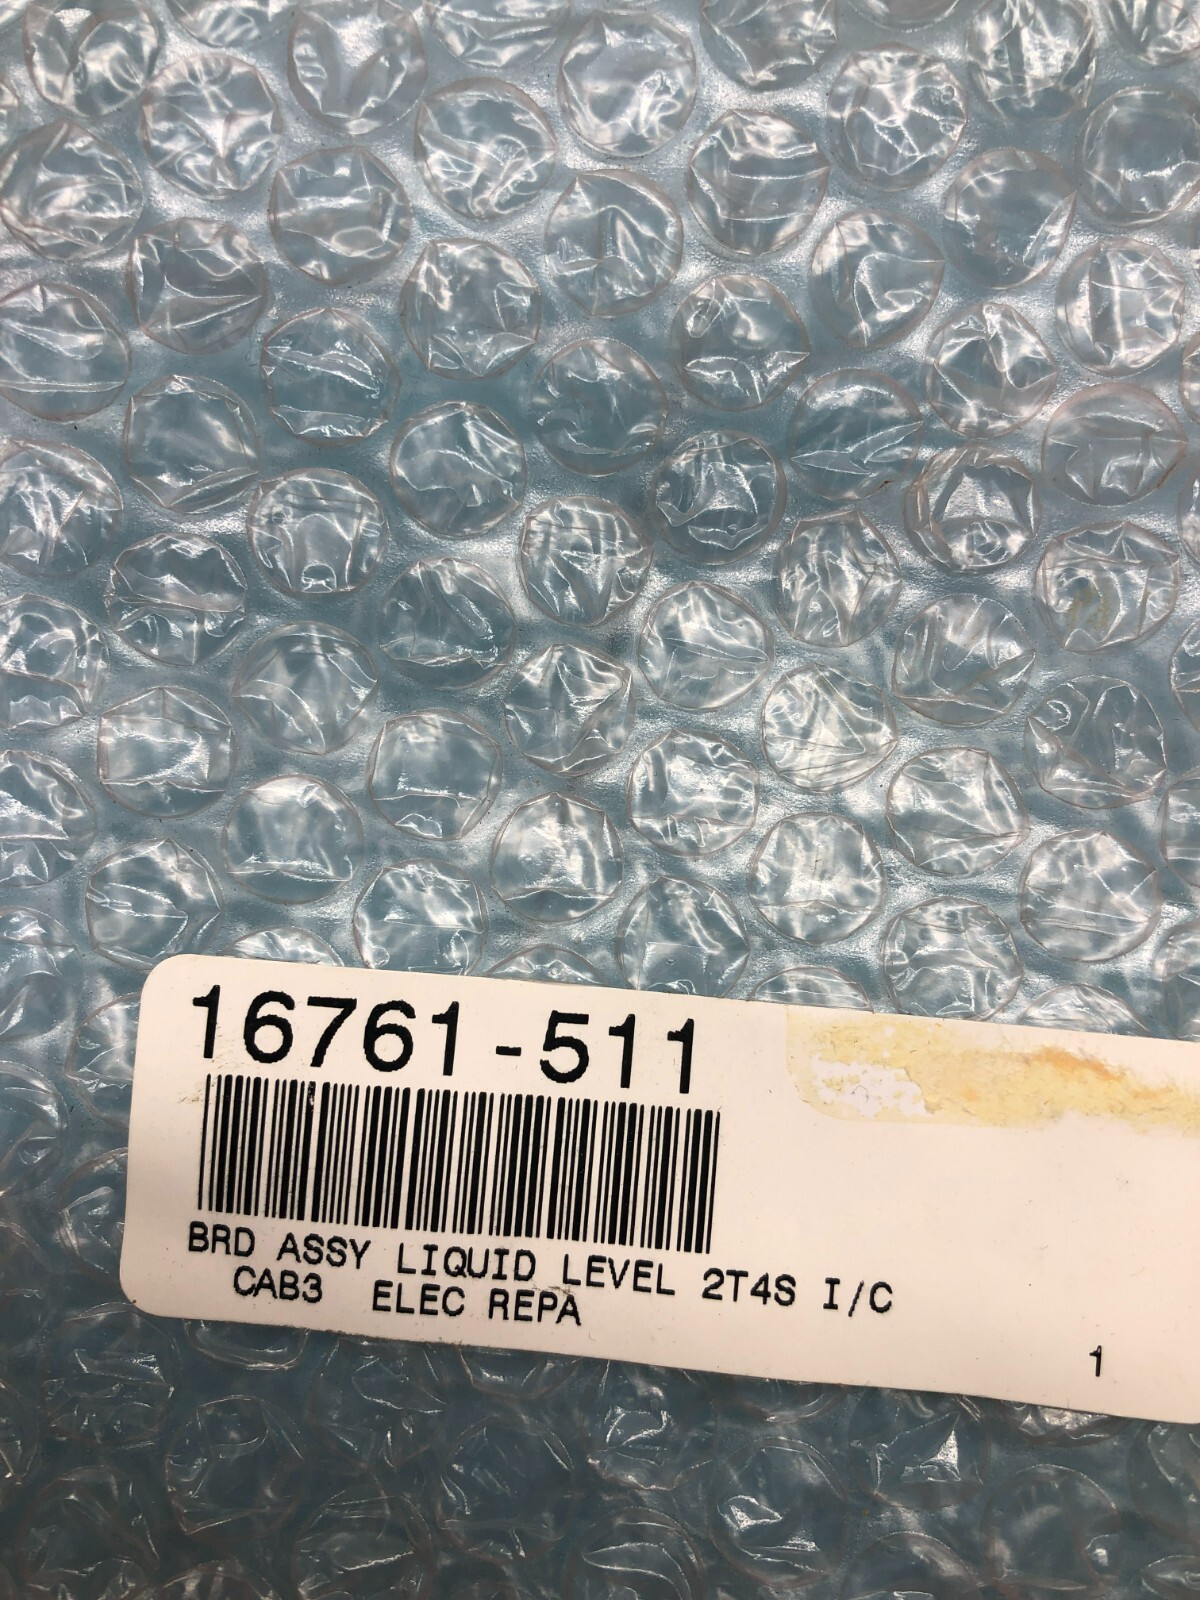 16761-511
BRD ASSY LIQUID LEVEL 2T4S I/C
CAB3 ELEC REPA
1